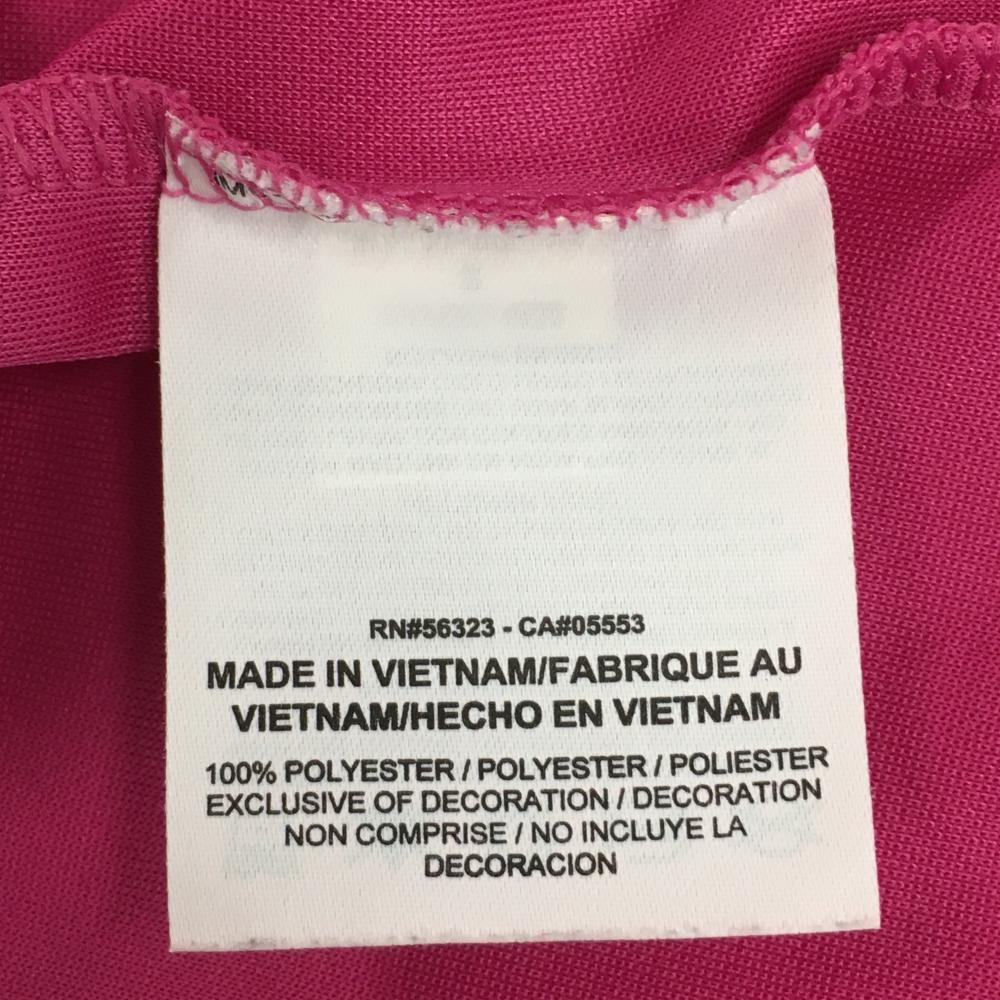 M
RN#56323 - CA#05553
MADE IN VIETNAM/FABRIQUE AU
VIETNAM/HECHO EN VIETNAM
100% POLYESTER / POLYESTER / POLIESTER
EXCLUSIVE OF DECORATION / DECORATION
NON COMPRISE / NO INCLUYE LA
DECORACION